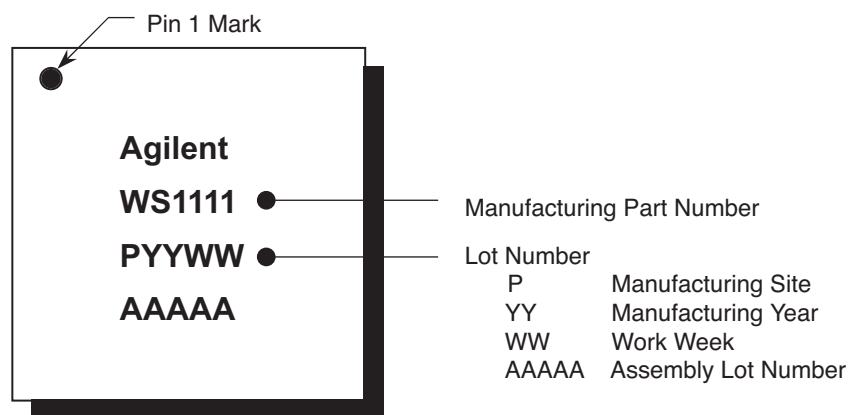 Pin 1 Mark
Agilent
WS1111
PYYWW
AAAAA
Manufacturing Part Number
Lot Number
P Manufacturing Site
YY Manufacturing Year
WW Work Week
AAAAA Assembly Lot Number